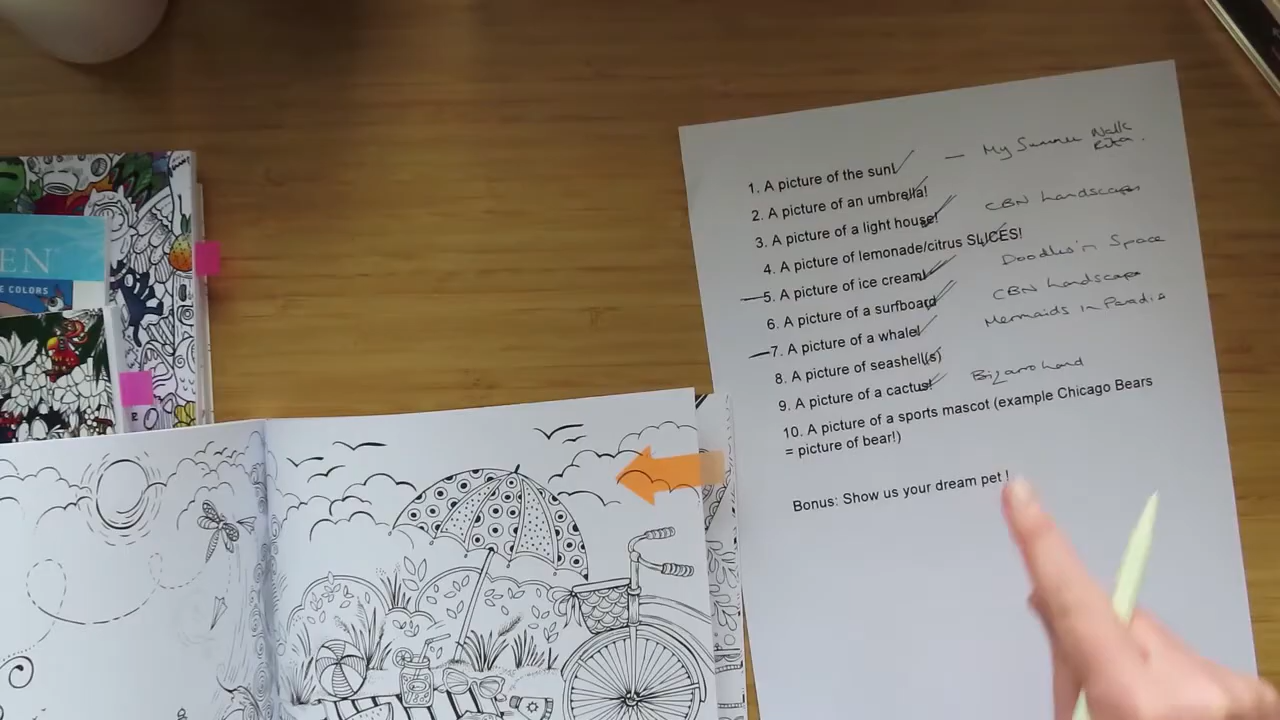 EN
E COLORS
1. A picture of the sun! — My Summer Walk
Rita.
2. A picture of an umbrella!
3. A picture of a light house! CBN Landscapes
4. A picture of lemonade/citrus SLICES!
5. A picture of ice cream! Doodles'n Space
6. A picture of a surfboard CBN Landscapes
7. A picture of a whale! Mermaids in Paradis
8. A picture of seashell(s)
9. A picture of a cactus! Bizarro Land
10. A picture of a sports mascot (example Chicago Bears
= picture of bear!)
Bonus: Show us your dream pet !